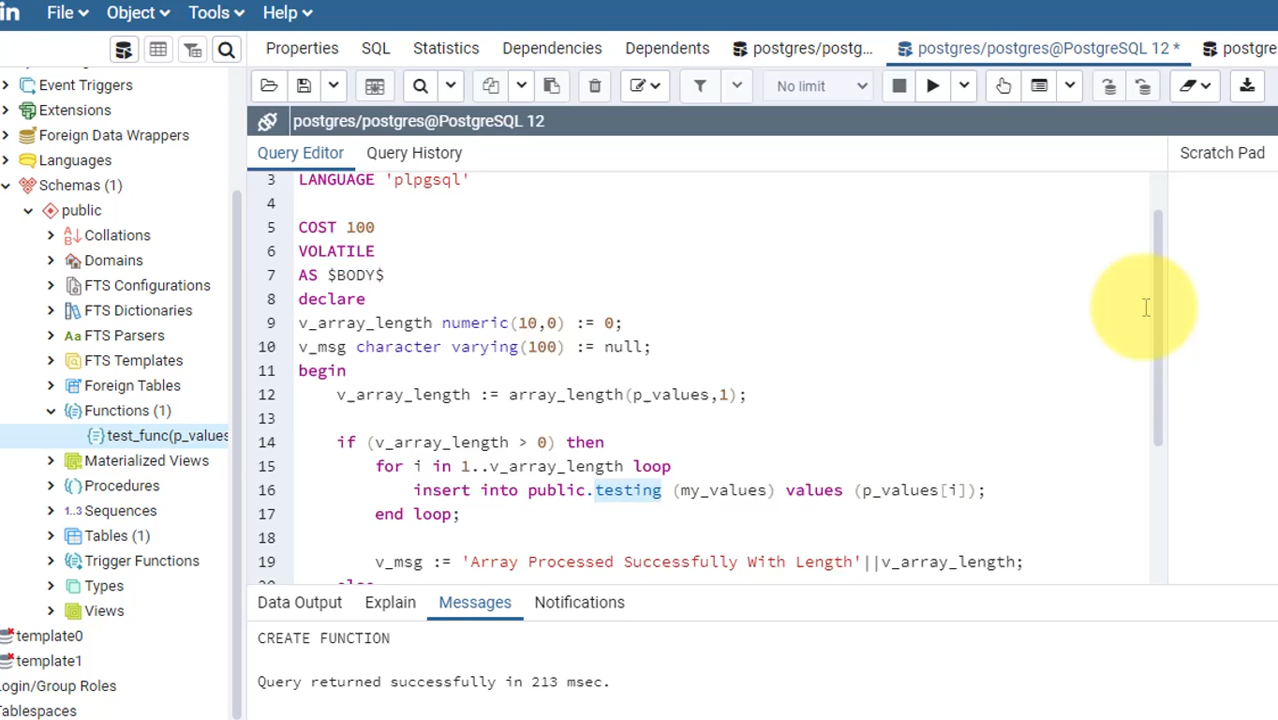 in File Object Tools Help
Properties SQL Statistics Dependencies Dependents postgres/postg... postgres/postgres@PostgreSQL 12 * postgre
No limit
postgres/postgres@PostgreSQL 12
Query Editor Query History Scratch Pad
Event Triggers
Extensions
Foreign Data Wrappers
Languages
Schemas (1)
public
Collations
Domains
FTS Configurations
FTS Dictionaries
FTS Parsers
FTS Templates
Foreign Tables
Functions (1)
test_func(p_values
Materialized Views
Procedures
1..3 Sequences
Tables (1)
Trigger Functions
Types
Views
template0
template1
Login/Group Roles
Tablespaces
3 LANGUAGE 'plpgsql'
4
5 COST 100
6 VOLATILE
7 AS $BODY$
8 declare
9 v_array_length numeric(10,0) := 0;
10 v_msg character varying(100) := null;
11 begin
12 v_array_length := array_length(p_values,1);
13
14 if (v_array_length > 0) then
15 for i in 1..v_array_length loop
16 insert into public.testing (my_values) values (p_values[i]);
17 end loop;
18
19 v_msg := 'Array Processed Successfully With Length'||v_array_length;
20 else
Data Output Explain Messages Notifications
CREATE FUNCTION
Query returned successfully in 213 msec.